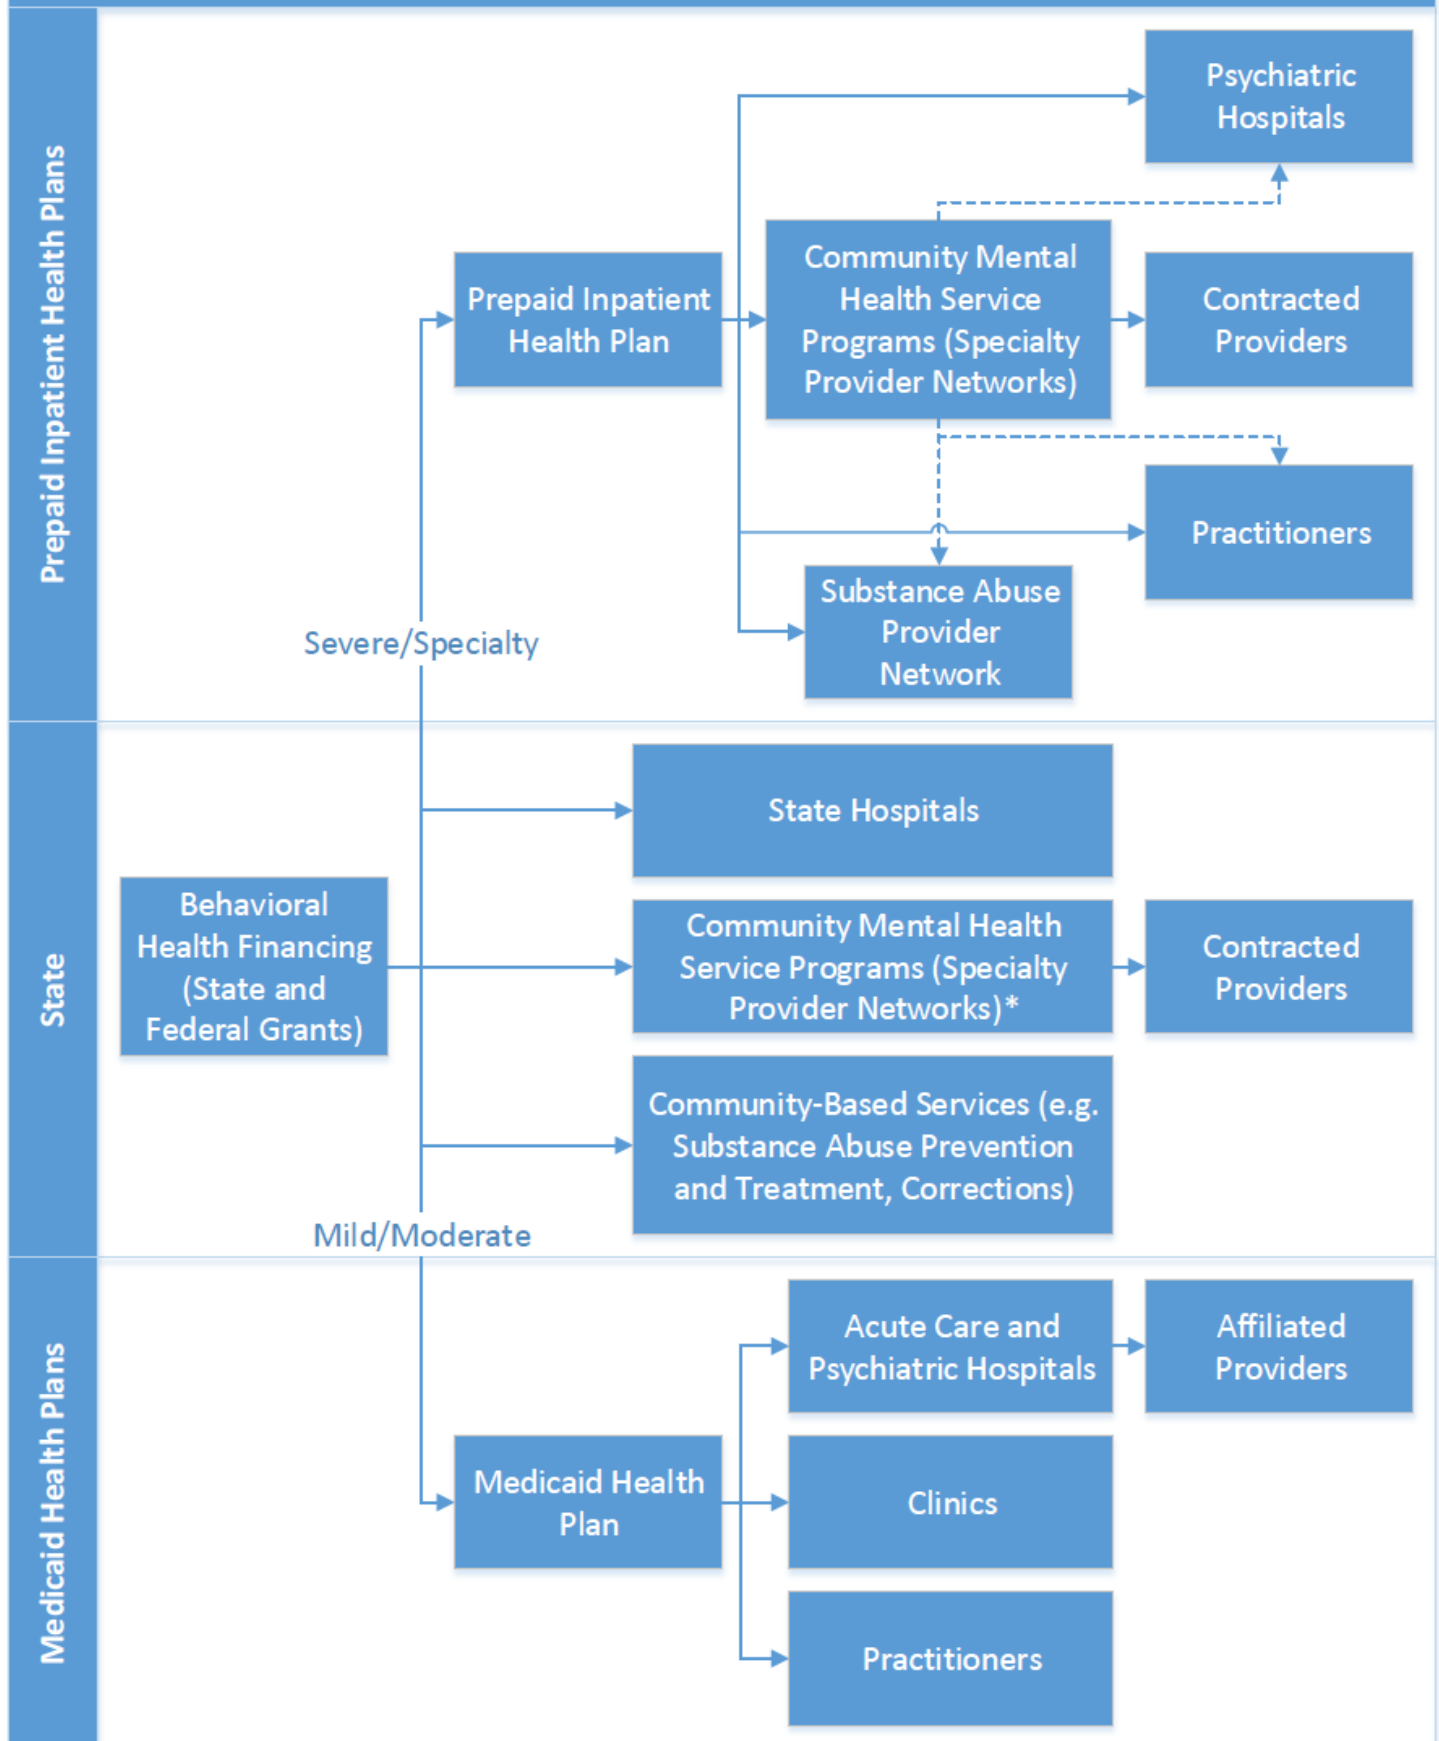 Prepaid Inpatient Health Plans
Psychiatric
Hospitals
Prepaid Inpatient
Health Plan
Community Mental
Health Service
Programs (Specialty
Provider Networks)
Contracted
Providers
Practitioners
Substance Abuse
Provider
Network
Severe/Specialty
State
State Hospitals
Behavioral
Health Financing
(State and
Federal Grants)
Community Mental Health
Service Programs (Specialty
Provider Networks)*
Contracted
Providers
Community-Based Services (e.g.
Substance Abuse Prevention
and Treatment, Corrections)
Mild/Moderate
Medicaid Health Plans
Acute Care and
Psychiatric Hospitals
Affiliated
Providers
Medicaid Health
Plan
Clinics
Practitioners